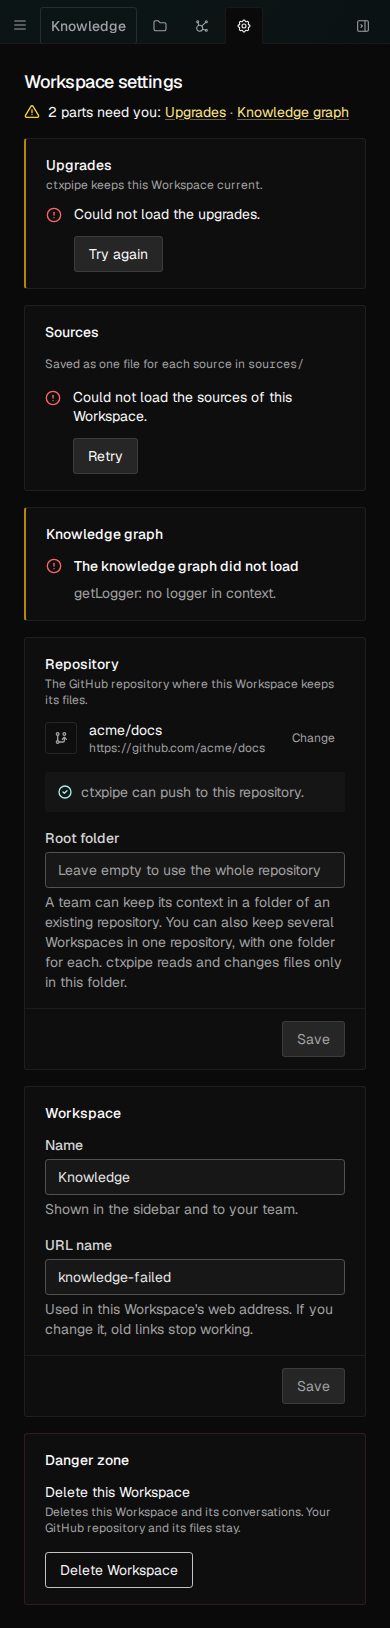 Knowledge
Workspace settings
2 parts need you: Upgrades · Knowledge graph
Upgrades
ctxpipe keeps this Workspace current.
Could not load the upgrades.
Try again
Sources
Saved as one file for each source in sources/
Could not load the sources of this
Workspace.
Retry
Knowledge graph
The knowledge graph did not load
getLogger: no logger in context.
Repository
The GitHub repository where this Workspace keeps
its files.
acme/docs
https://github.com/acme/docs
Change
ctxpipe can push to this repository.
Root folder
Leave empty to use the whole repository
A team can keep its context in a folder of an
existing repository. You can also keep several
Workspaces in one repository, with one folder
for each. ctxpipe reads and changes files only
in this folder.
Save
Workspace
Name
Knowledge
Shown in the sidebar and to your team.
URL name
knowledge-failed
Used in this Workspace's web address. If you
change it, old links stop working.
Save
Danger zone
Delete this Workspace
Deletes this Workspace and its conversations. Your
GitHub repository and its files stay.
Delete Workspace